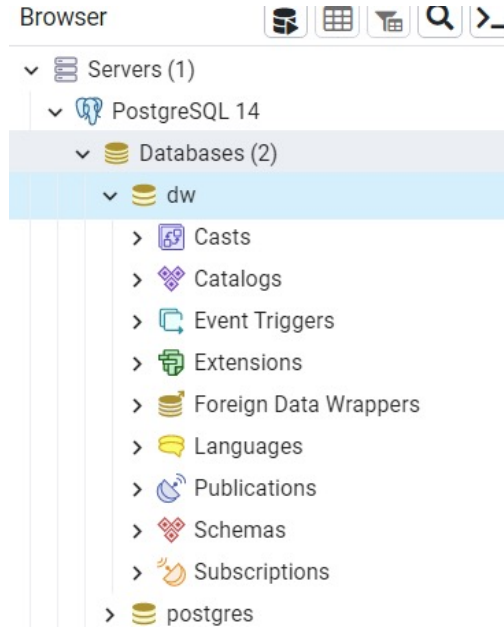 Browser
Servers (1)
PostgreSQL 14
Databases (2)
dw
Casts
Catalogs
Event Triggers
Extensions
Foreign Data Wrappers
Languages
Publications
Schemas
Subscriptions
postgres